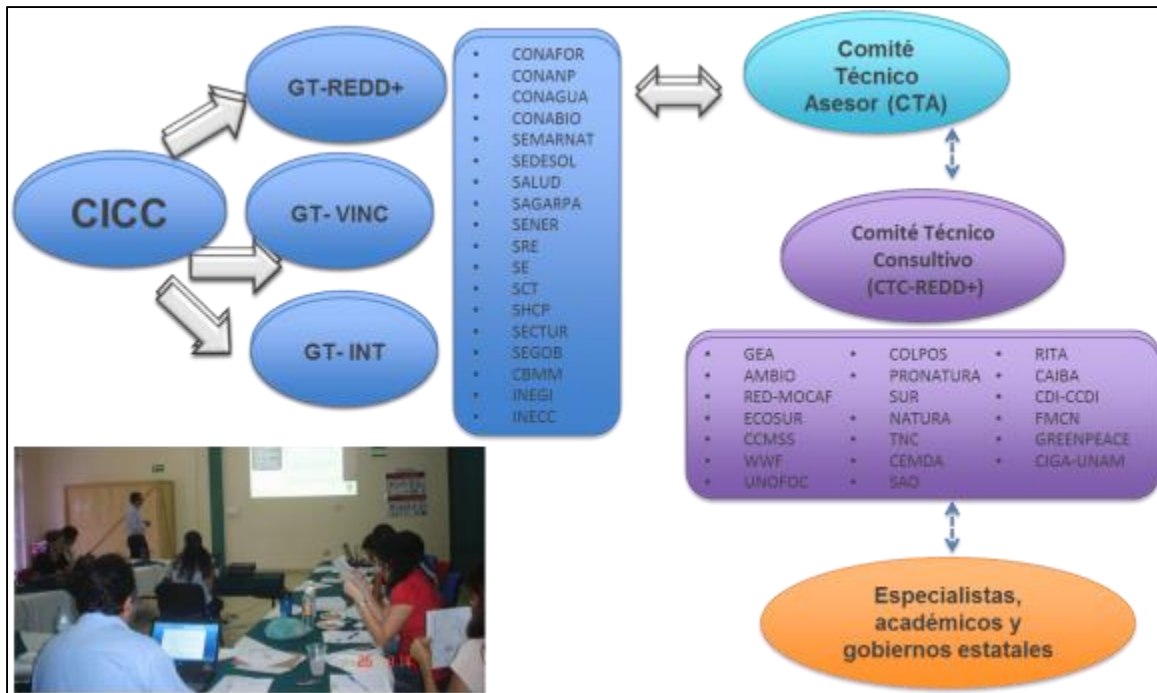 CICC
GT-REDD+
GT- VINC
GT- INT
• CONAFOR
• CONANP
• CONAGUA
• CONABIO
• SEMARNAT
• SEDESOL
• SALUD
• SAGARPA
• SENER
• SRE
• SE
• SCT
• SHCP
• SECTUR
• SEGOB
• CBMM
• INEGI
• INECC
Comité
Técnico
Asesor (CTA)
Comité Técnico
Consultivo
(CTC-REDD+)
• GEA
• AMBIO
• RED-MOCAF
• ECOSUR
• CCMSS
• WWF
• UNOFOC
• COLPOS
• PRONATURA
SUR
• NATURA
• TNC
• CEMDA
• SAO
• RITA
• CAIBA
• CDI-CCDI
• FMCN
• GREENPEACE
• CIGA-UNAM
Especialistas,
académicos y
gobiernos estatales